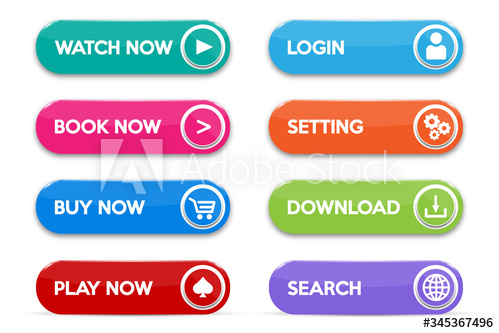 WATCH NOW
LOGIN
BOOK NOW
SETTING
Adobe Stock
BUY NOW
DOWNLOAD
PLAY NOW
SEARCH
#345367496